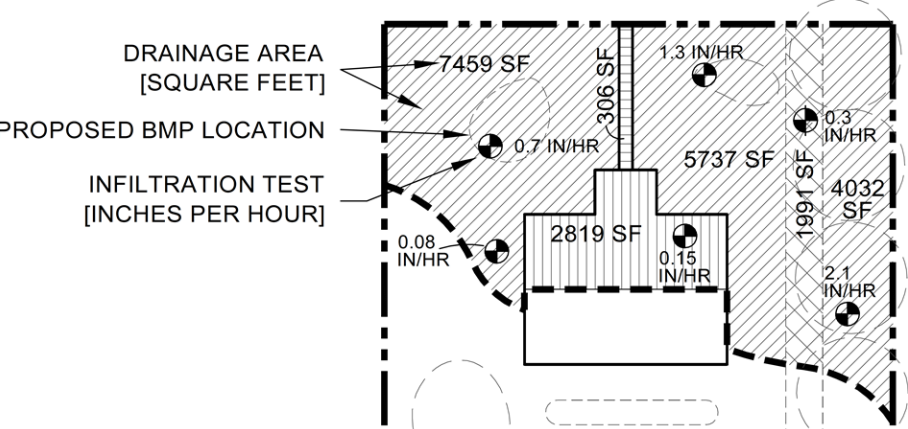 DRAINAGE AREA
[SQUARE FEET]
PROPOSED BMP LOCATION
INFILTRATION TEST
[INCHES PER HOUR]
7459 SF
0.7 IN/HR
0.08
IN/HR
306 SF
2819 SF
0.15
IN/HR
1.3 IN/HR
5737 SF
1991 SF
0.3
IN/HR
4032
SF
2.1
IN/HR